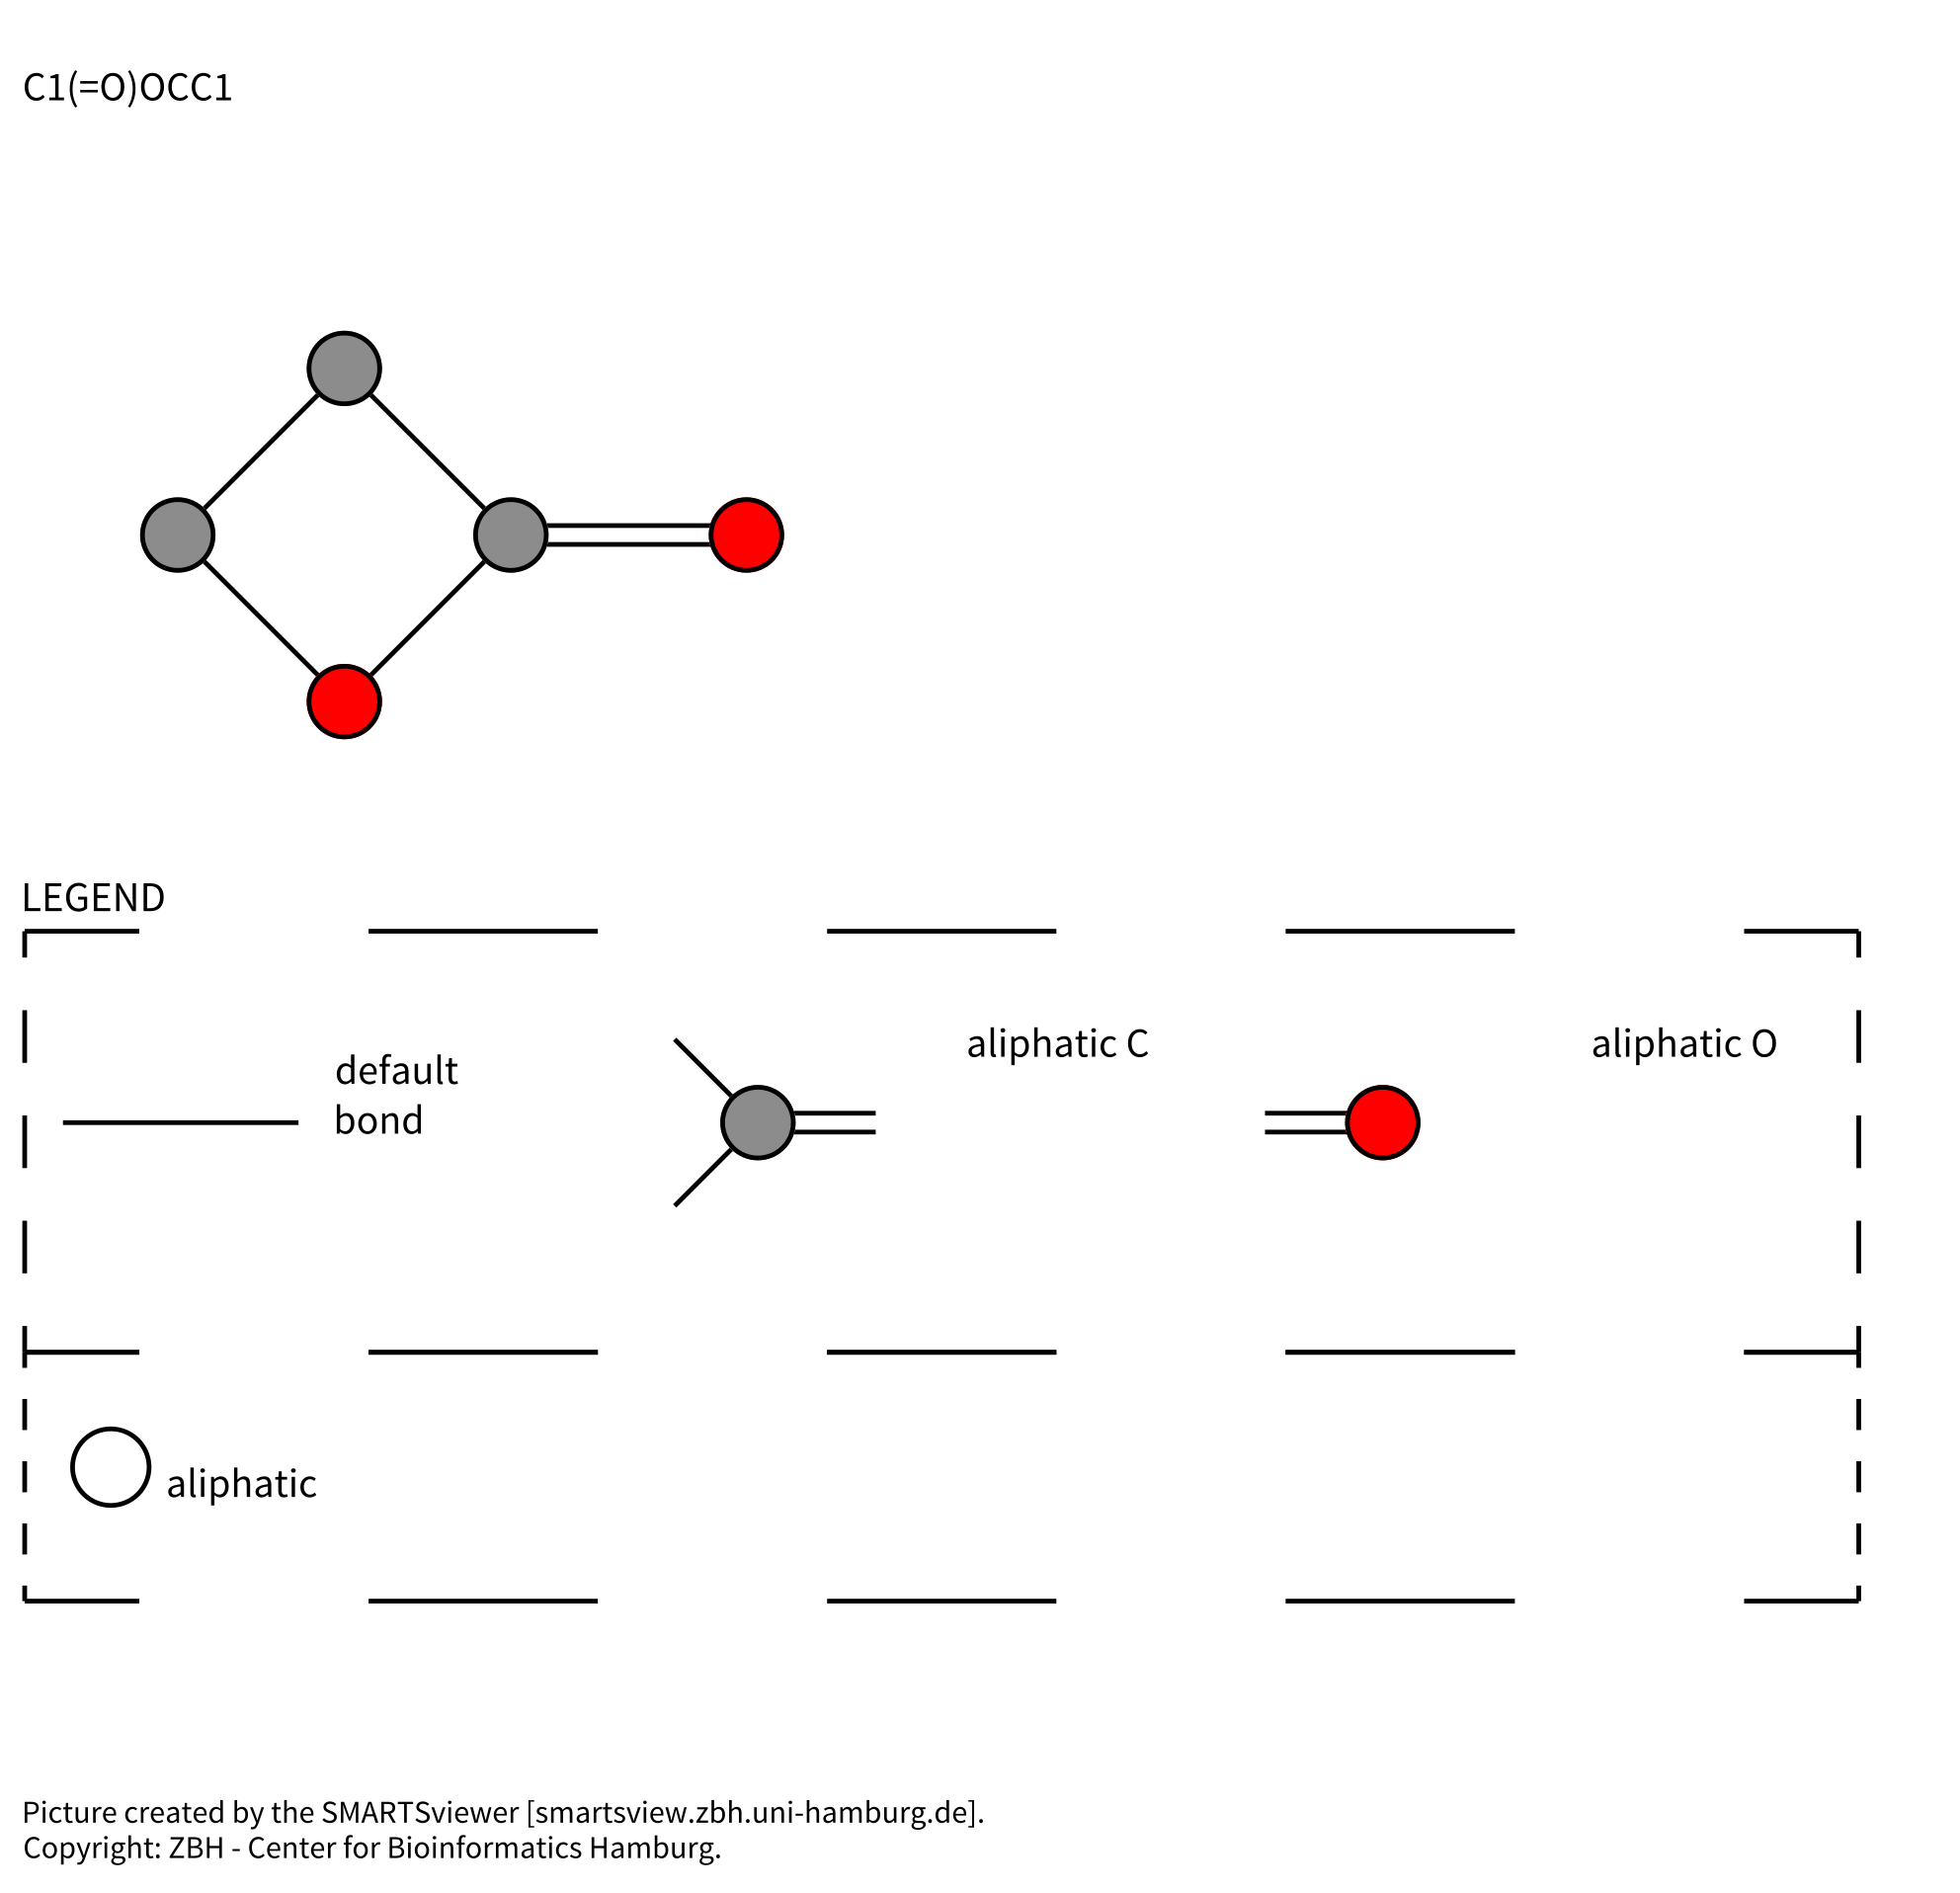 C1(=O)OCC1
LEGEND
default
bond
aliphatic C
aliphatic O
aliphatic
Picture created by the SMARTSviewer [smartsview.zbh.uni-hamburg.de].
Copyright: ZBH - Center for Bioinformatics Hamburg.